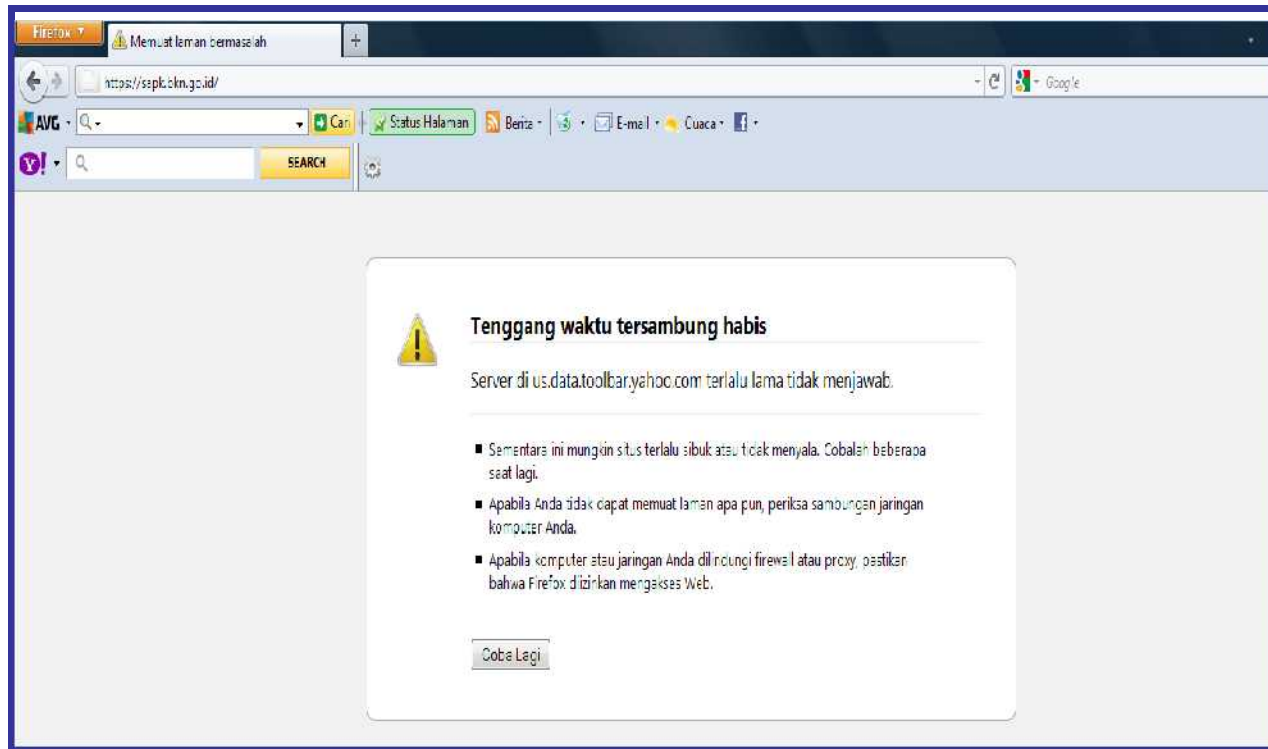 Firefox
Memuat laman bermasalah
+
https://sapk.bkn.go.id/
Google
AVG Cari Status Halaman Berita E-mail Cuaca
Y! SEARCH
Tenggang waktu tersambung habis
Server di us.data.toolbar.yahoo.com terlalu lama tidak menjawab.
Sementara ini mungkin situs terlalu sibuk atau tidak menyala. Cobalah beberapa
saat lagi.
Apabila Anda tidak dapat memuat laman apa pun, periksa sambungan jaringan
komputer Anda.
Apabila komputer atau jaringan Anda dilindungi firewall atau proxy, pastikan
bahwa Firefox diizinkan mengakses Web.
Coba Lagi